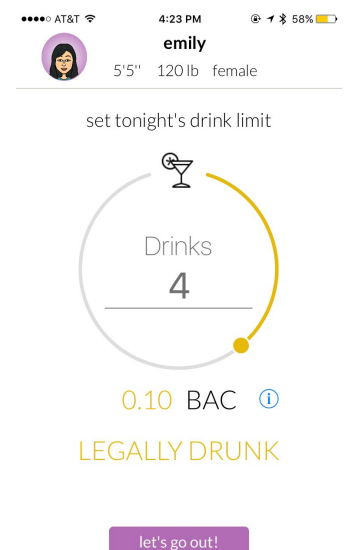 AT&T 4:23 PM 58%
emily
5'5" 120 lb female
set tonight's drink limit
Drinks
4
0.10 BAC i
LEGALLY DRUNK
let's go out!